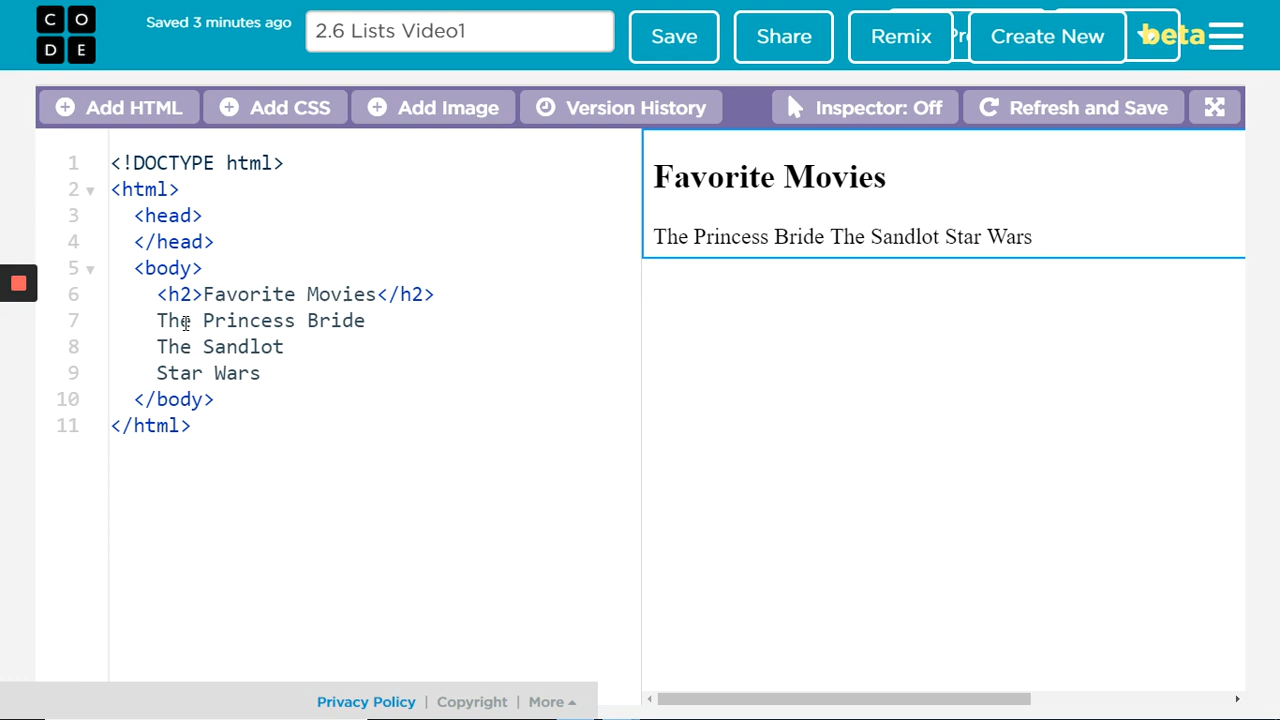 C O
D E
Saved 3 minutes ago
2.6 Lists Video1
Save
Share
Remix
Create New
beta
Add HTML
Add CSS
Add Image
Version History
Inspector: Off
Refresh and Save
1 <!DOCTYPE html>
2 <html>
3 <head>
4 </head>
5 <body>
6 <h2>Favorite Movies</h2>
7 The Princess Bride
8 The Sandlot
9 Star Wars
10 </body>
11 </html>
Favorite Movies
The Princess Bride The Sandlot Star Wars
Privacy Policy | Copyright | More